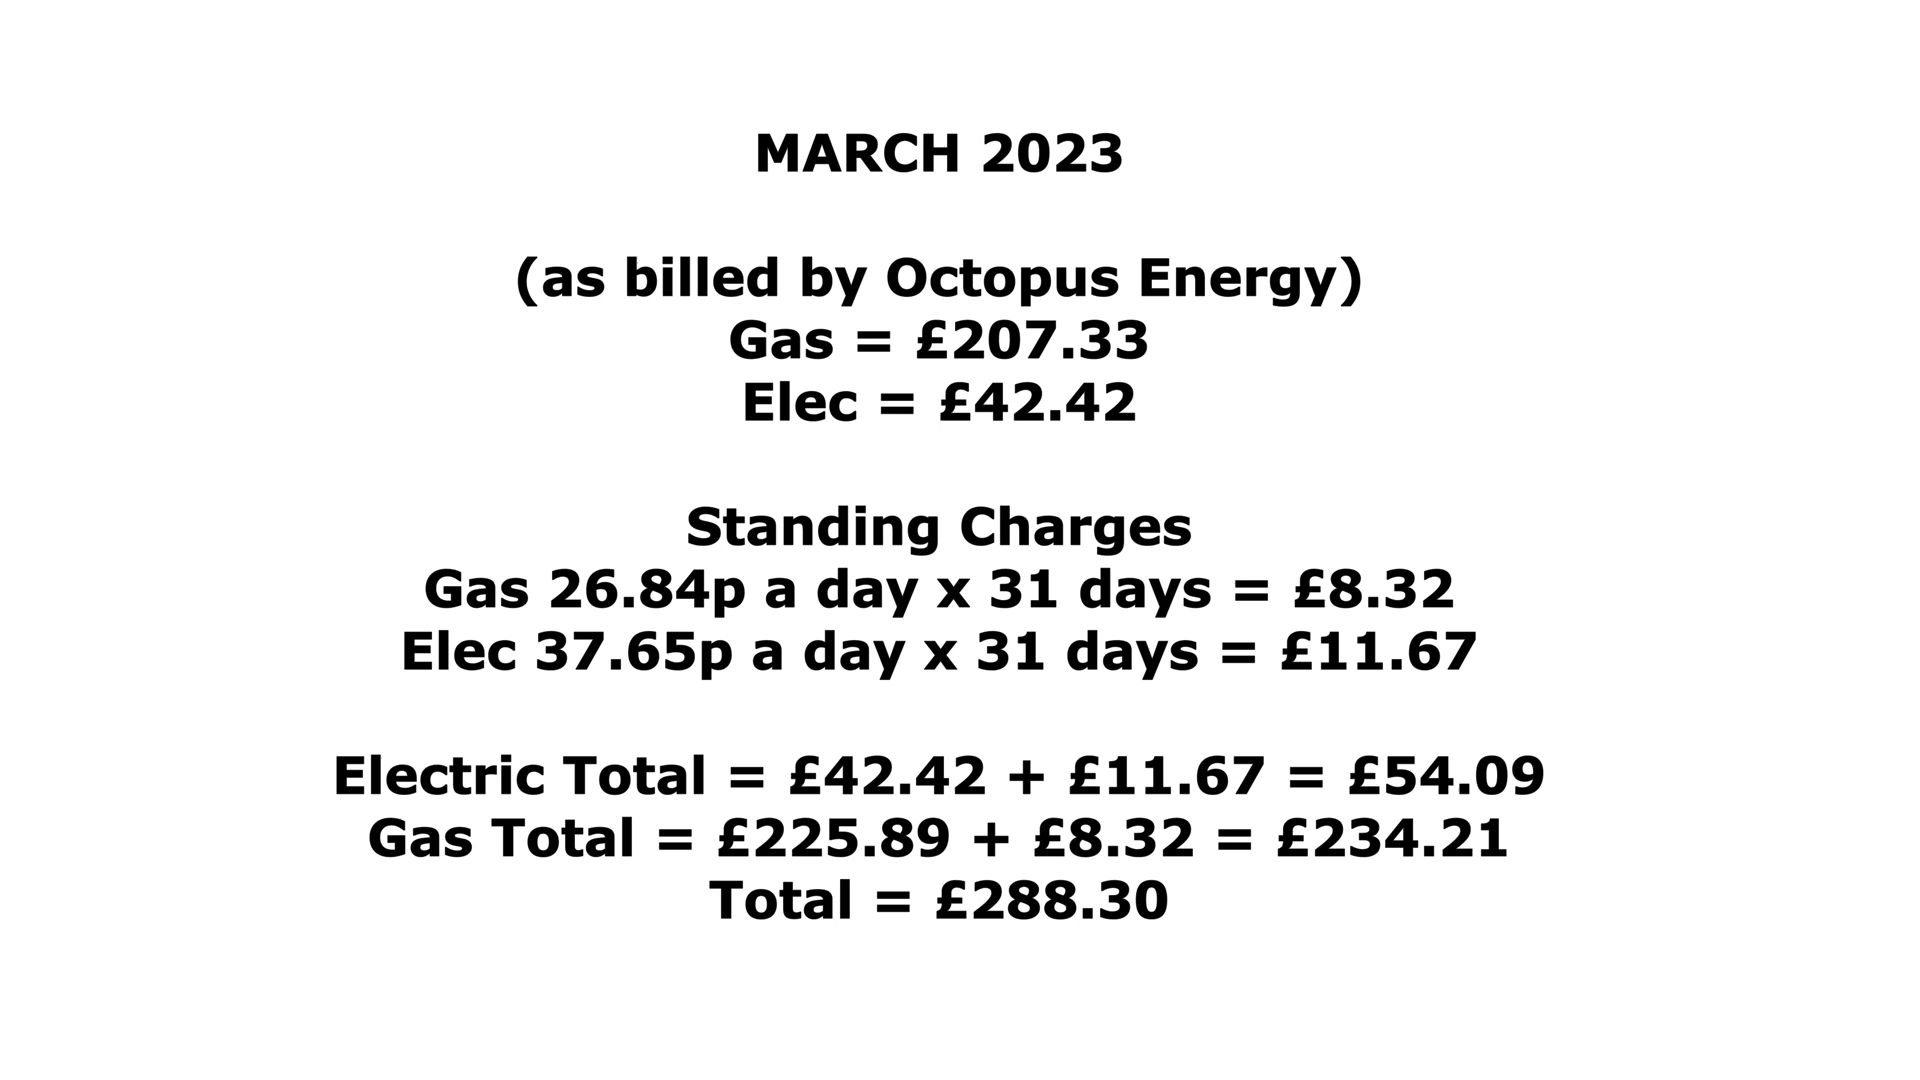 MARCH 2023
(as billed by Octopus Energy)
Gas = £207.33
Elec = £42.42
Standing Charges
Gas 26.84p a day x 31 days = £8.32
Elec 37.65p a day x 31 days = £11.67
Electric Total = £42.42 + £11.67 = £54.09
Gas Total = £225.89 + £8.32 = £234.21
Total = £288.30